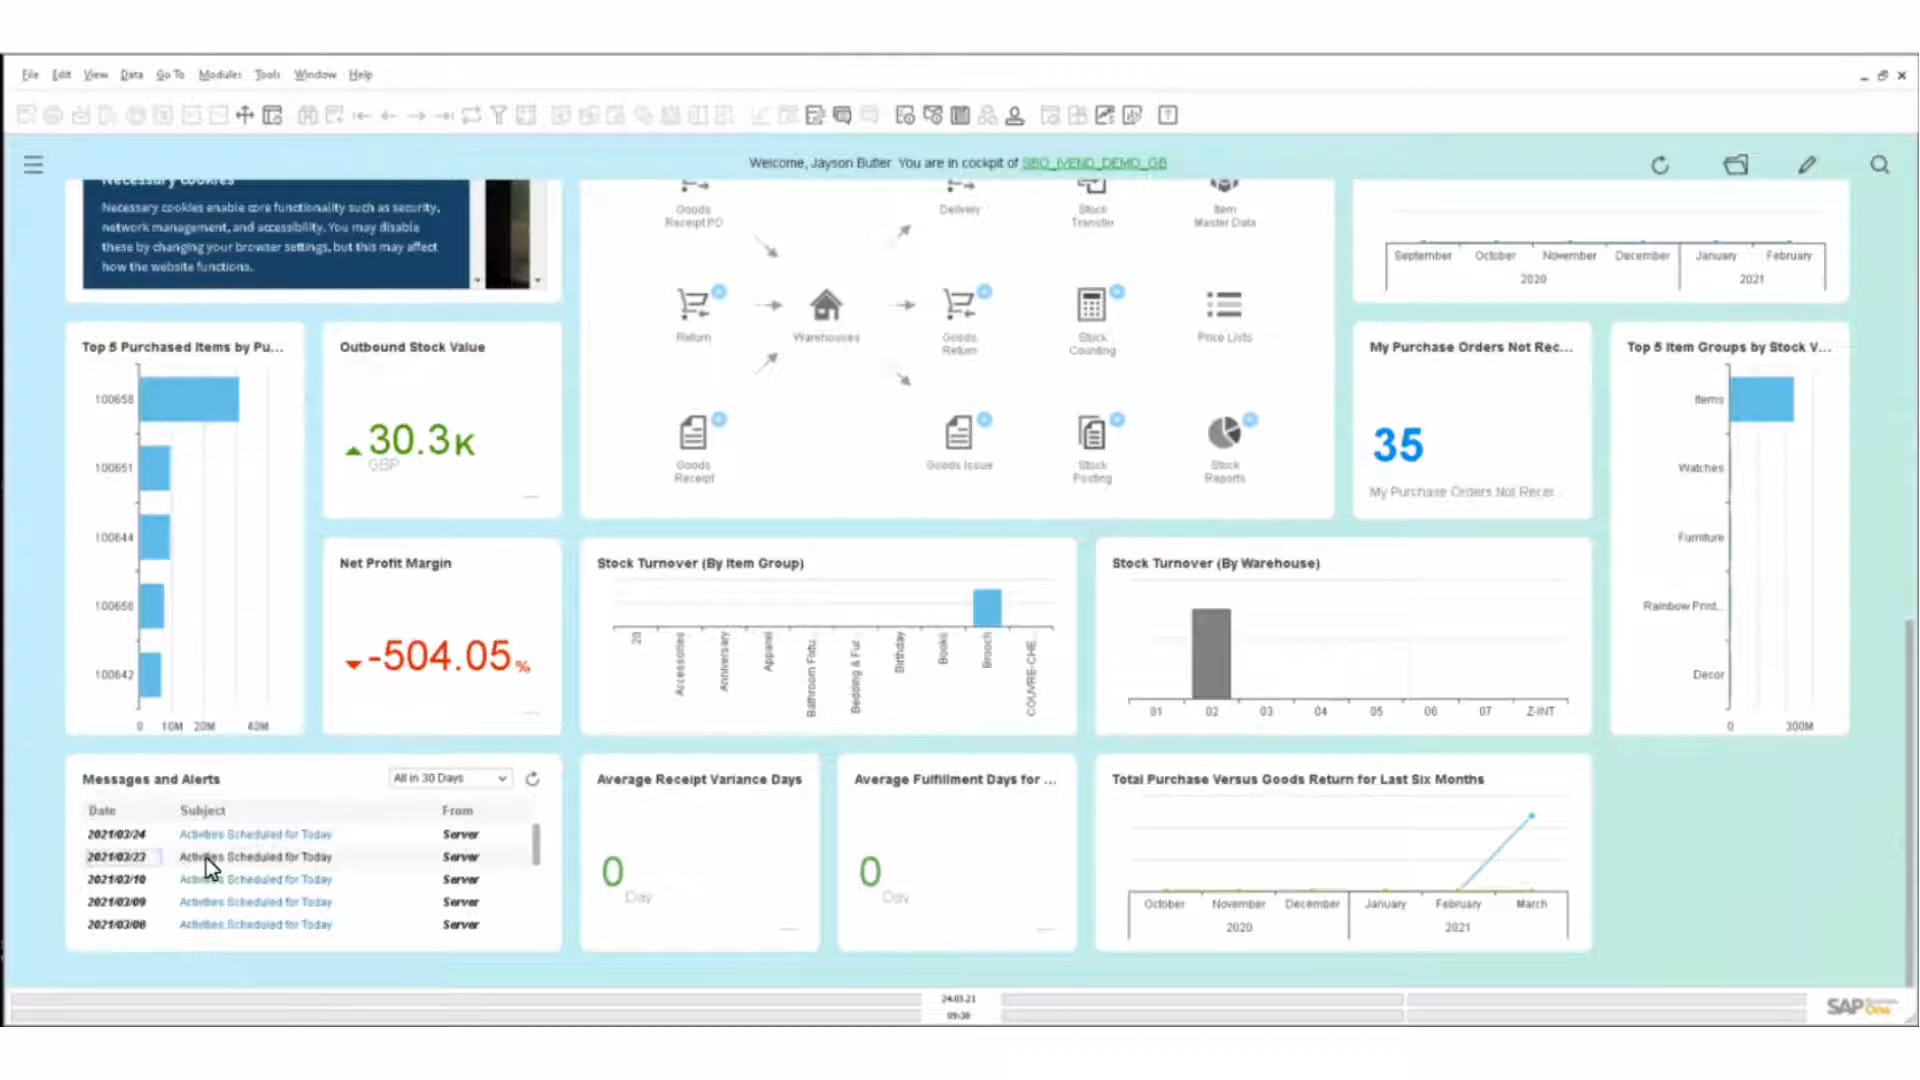 File Edit View Data Go To Modules Tools Window Help
Welcome, Jayson Butler. You are in cockpit of SBO_IVEND_DEMO_GB
Necessary cookies
Necessary cookies enable core functionality such as security,
network management, and accessibility. You may disable
these by changing your browser settings, but this may affect
how the website functions.
Goods
Receipt PO
Delivery
Stock
Transfer
Item
Master Data
Return
Warehouses
Goods
Return
Stock
Counting
Price Lists
Goods
Receipt
Goods Issue
Stock
Posting
Stock
Reports
September October November December January February
2020 2021
Top 5 Purchased Items by Pu...
100658
100651
100644
100656
100642
0 10M 20M 40M
Outbound Stock Value
30.3K
GBP
My Purchase Orders Not Rec...
35
My Purchase Orders Not Recei...
Top 5 Item Groups by Stock V...
Items
Watches
Furniture
Rainbow Print...
Decor
0 300M
Net Profit Margin
-504.05%
Stock Turnover (By Item Group)
20
Accessories
Anniversary
Apparel
Bathroom Fixtu...
Bedding & Fur...
Birthday
Books
Brooch
COUVRE-CHE...
Stock Turnover (By Warehouse)
01 02 03 04 05 06 07 Z-INT
Messages and Alerts All in 30 Days
Date Subject From
2021/03/24 Activities Scheduled for Today Server
2021/03/23 Activities Scheduled for Today Server
2021/03/10 Activities Scheduled for Today Server
2021/03/09 Activities Scheduled for Today Server
2021/03/08 Activities Scheduled for Today Server
Average Receipt Variance Days
0
Day
Average Fulfillment Days for ...
0
Day
Total Purchase Versus Goods Return for Last Six Months
October November December January February March
2020 2021
24.03.21
09:30
SAP Business
One